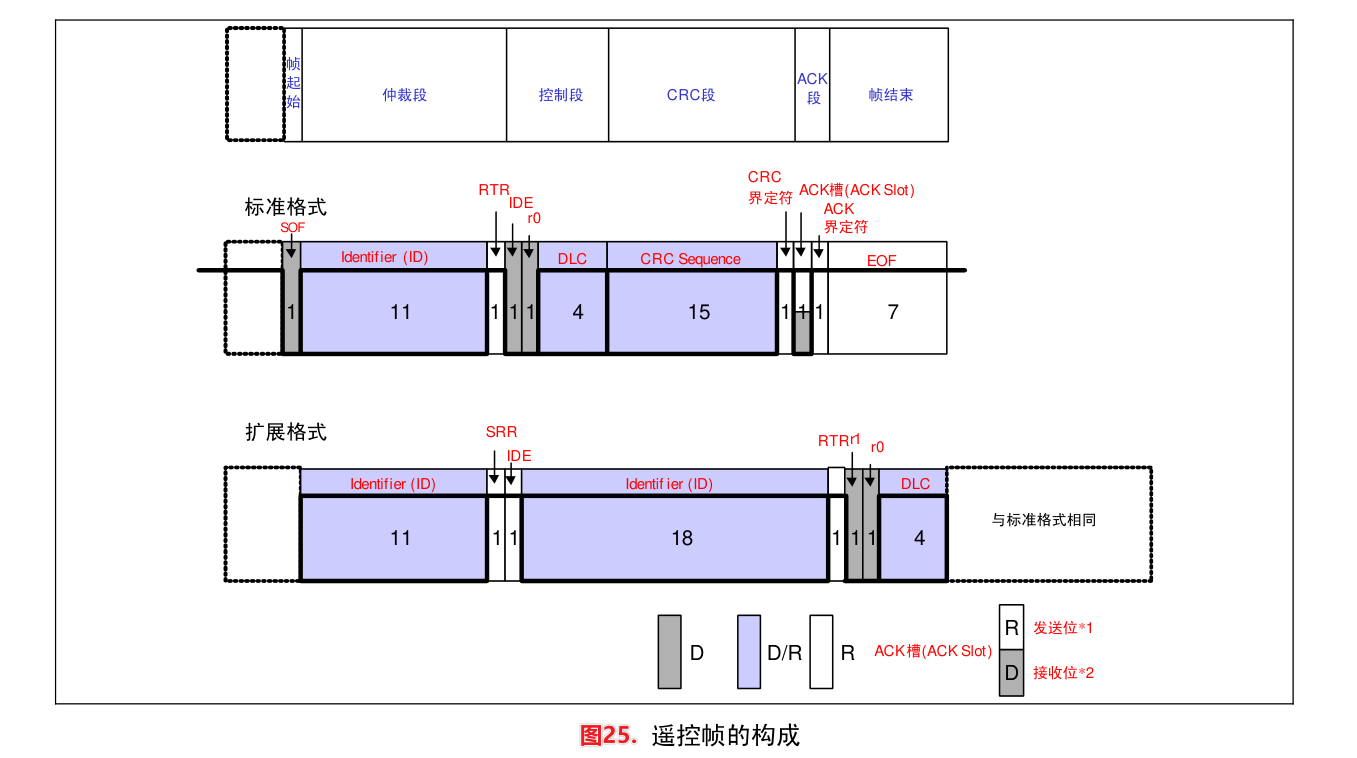 帧起始
仲裁段
控制段
CRC段
ACK段
帧结束
标准格式
SOF
RTR
IDE
r0
CRC
界定符
ACK槽(ACK Slot)
ACK
界定符
Identifier (ID)
DLC
CRC Sequence
EOF
1
11
1
1
1
4
15
1
1
1
7
扩展格式
SRR
IDE
RTR
r1
r0
Identifier (ID)
Identifier (ID)
DLC
11
1
1
18
1
1
1
4
与标准格式相同
D
D/R
R
ACK槽(ACK Slot)
R
发送位*1
D
接收位*2
图25. 遥控帧的构成